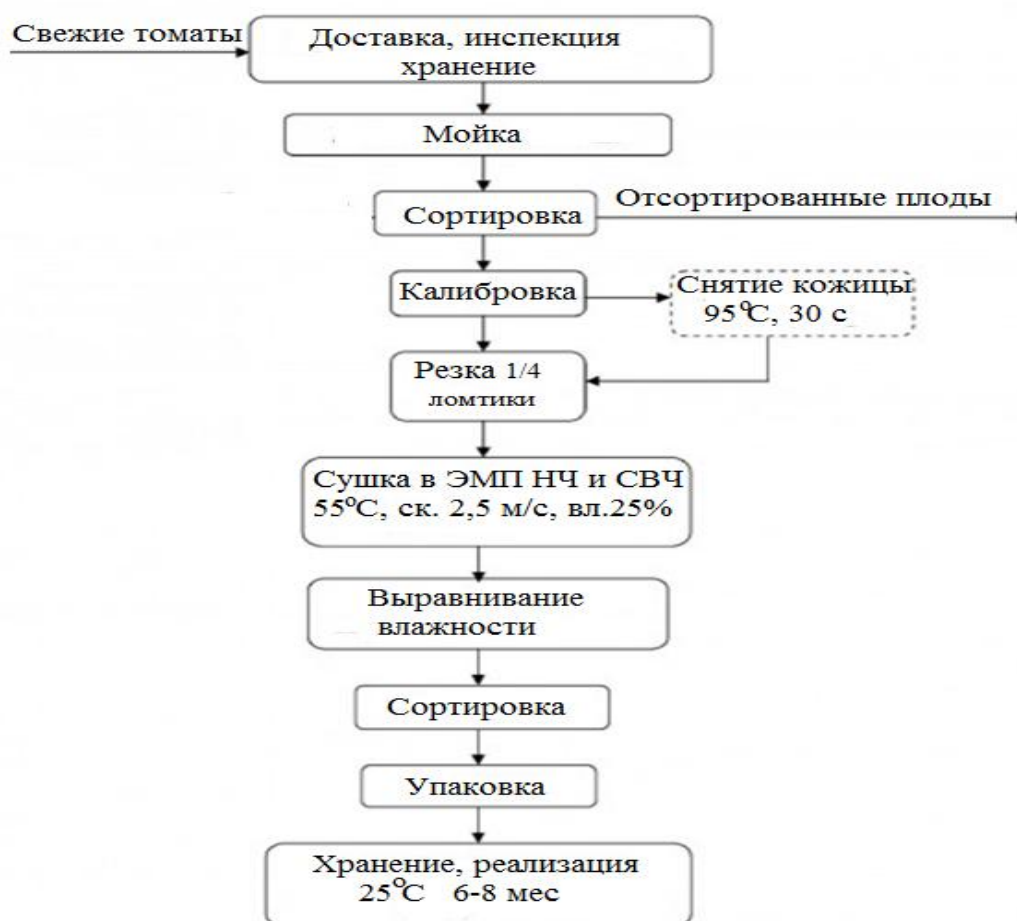 Свежие томаты
Доставка, инспекция
хранение
Мойка
Сортировка
Отсортированные плоды
Калибровка
Снятие кожицы
95°С, 30 с
Резка 1/4
ломтики
Сушка в ЭМП НЧ и СВЧ
55°С, ск. 2,5 м/с, вл.25%
Выравнивание
влажности
Сортировка
Упаковка
Хранение, реализация
25°С 6-8 мес